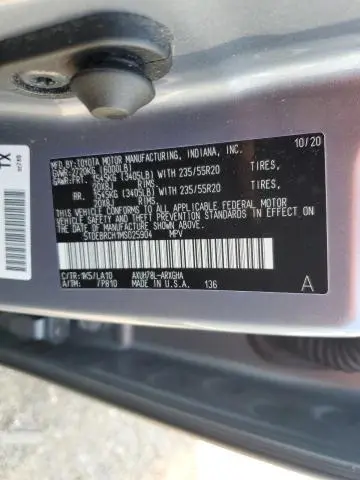 MFD.BY:TOYOTA MOTOR MANUFACTURING, INDIANA, INC. 10/20
GVWR:2720KG (6000LB)
GAWR:FRT. 1545KG (3405LB) WITH 235/55R20 TIRES,
20X8J RIMS,
RR. 1545KG (3405LB) WITH 235/55R20 TIRES,
20X8J RIMS,
THIS VEHICLE CONFORMS TO ALL APPLICABLE FEDERAL MOTOR
VEHICLE SAFETY AND THEFT PREVENTION STANDARDS IN
EFFECT ON THE DATE OF MANUFACTURE SHOWN ABOVE.
5TDEBRCH1MS025904 MPV
C/TR:1K5/LA10 AXUH78L-ARXGHA
A/TM: /P810 MADE IN U.S.A. 136
A
TX